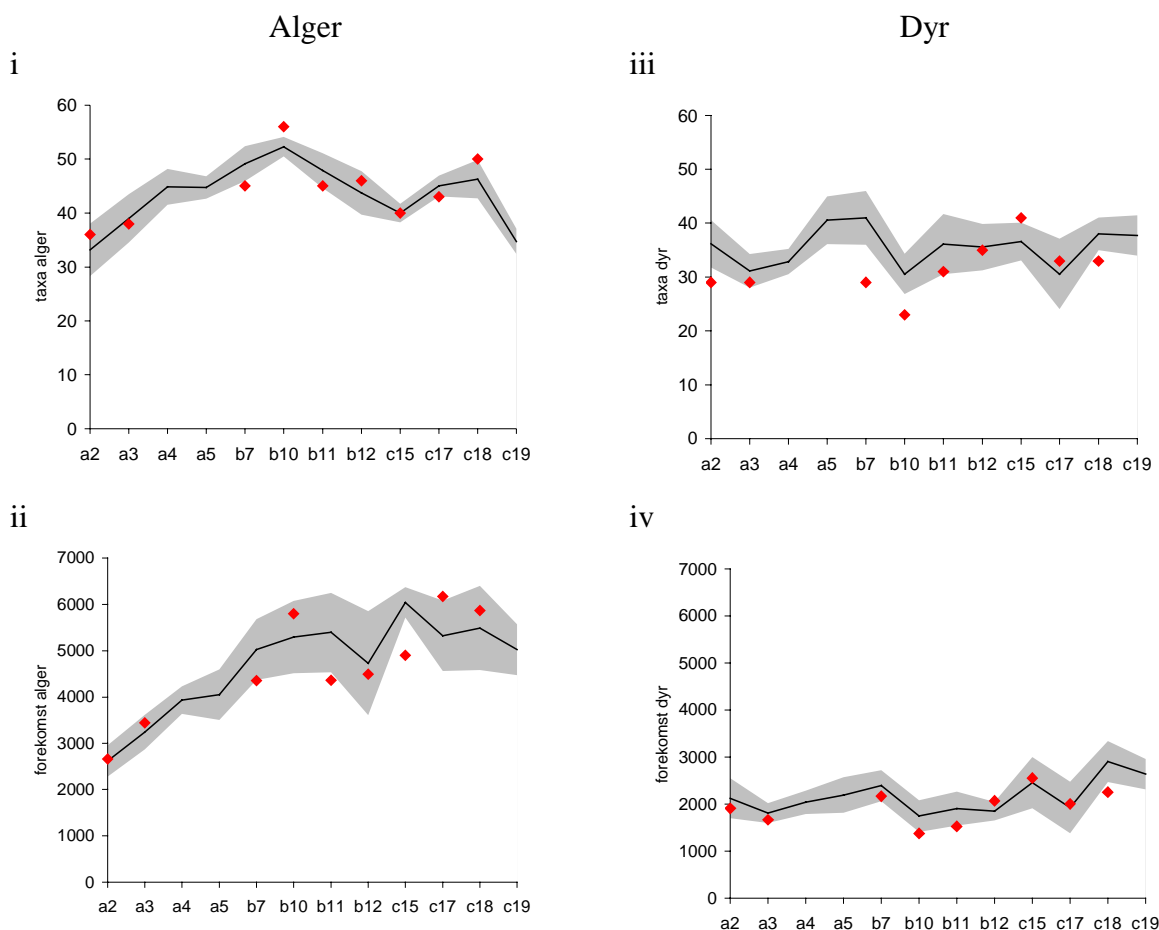 Alger
i
taxa alger
60
50
40
30
20
10
0
a2 a3 a4 a5 b7 b10 b11 b12 c15 c17 c18 c19
ii
forekomst alger
7000
6000
5000
4000
3000
2000
1000
0
a2 a3 a4 a5 b7 b10 b11 b12 c15 c17 c18 c19
Dyr
iii
taxa dyr
60
50
40
30
20
10
0
a2 a3 a4 a5 b7 b10 b11 b12 c15 c17 c18 c19
iv
forekomst dyr
7000
6000
5000
4000
3000
2000
1000
0
a2 a3 a4 a5 b7 b10 b11 b12 c15 c17 c18 c19